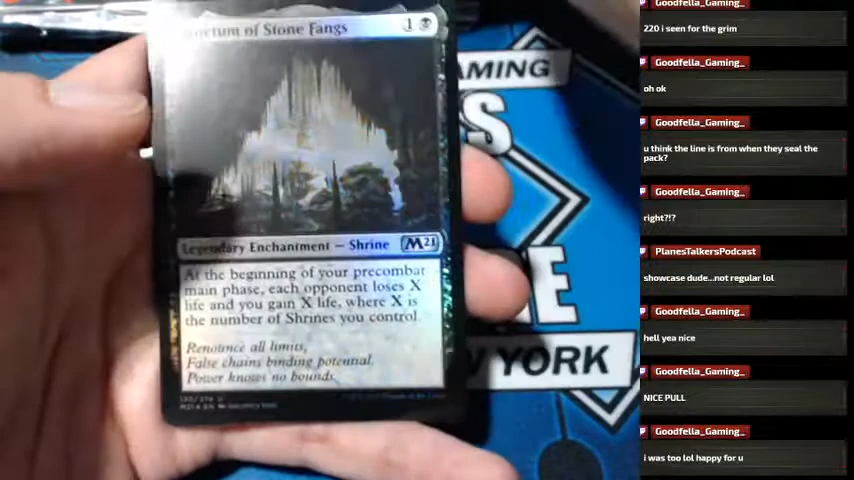 of Stone Fangs 1
Legendary Enchantment — Shrine M21
At the beginning of your precombat
main phase, each opponent loses X
life and you gain X life, where X is
the number of Shrines you control.
Renounce all limits,
False chains binding potential.
Power knows no bounds.
AMING
S
E
YORK
Goodfella_Gaming_
220 i seen for the grim
Goodfella_Gaming_
oh ok
Goodfella_Gaming_
u think the line is from when they seal the
pack?
Goodfella_Gaming_
right?!?
PlanesTalkersPodcast
showcase dude...not regular lol
Goodfella_Gaming_
hell yea nice
Goodfella_Gaming_
NICE PULL
Goodfella_Gaming_
i was too lol happy for u